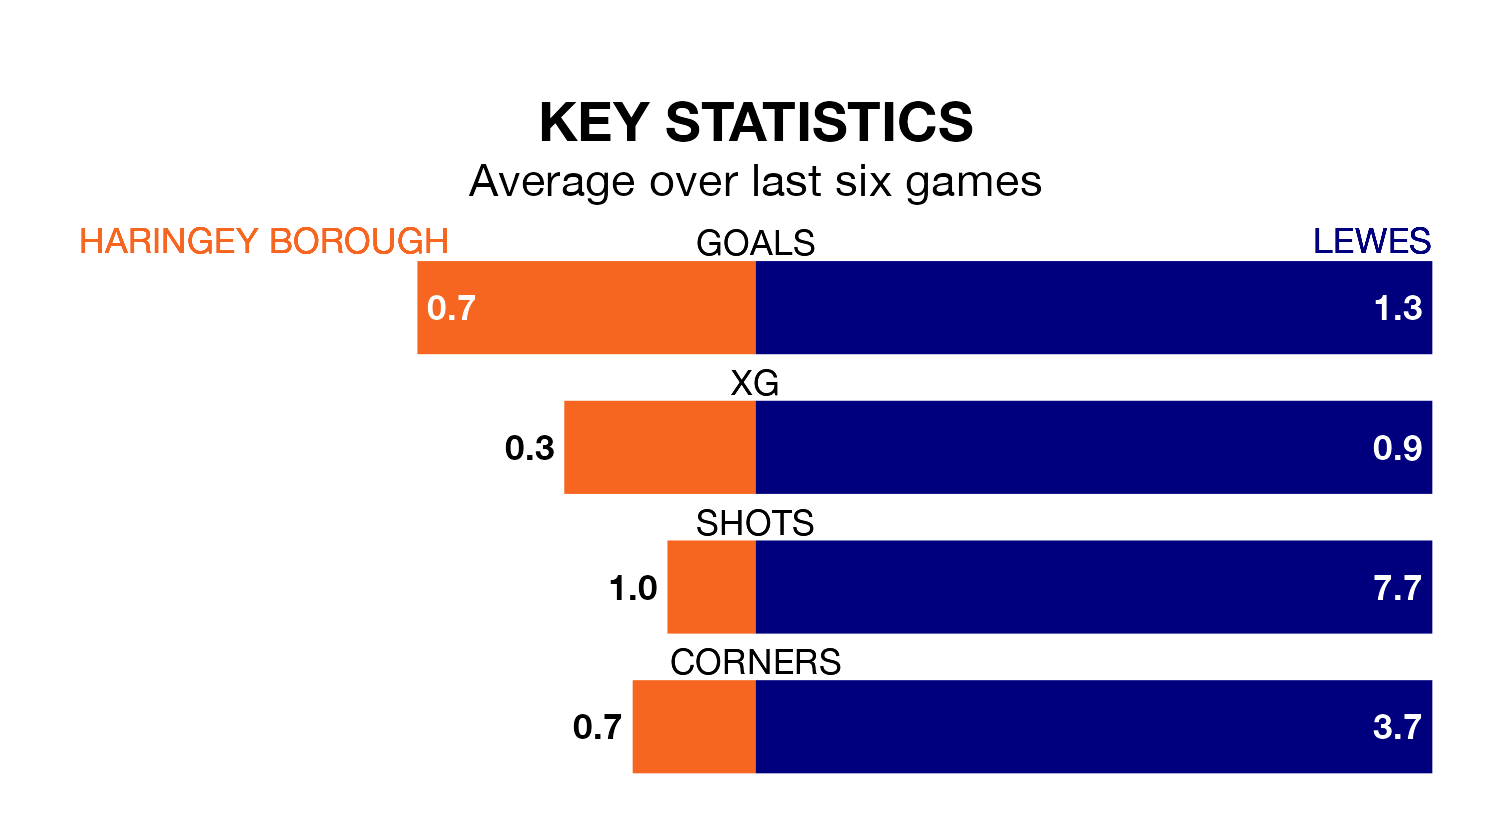 KEY STATISTICS
Average over last six games
HARINGEY BOROUGH GOALS LEWES
0.7 1.3
XG
0.3 0.9
SHOTS
1.0 7.7
CORNERS
0.7 3.7